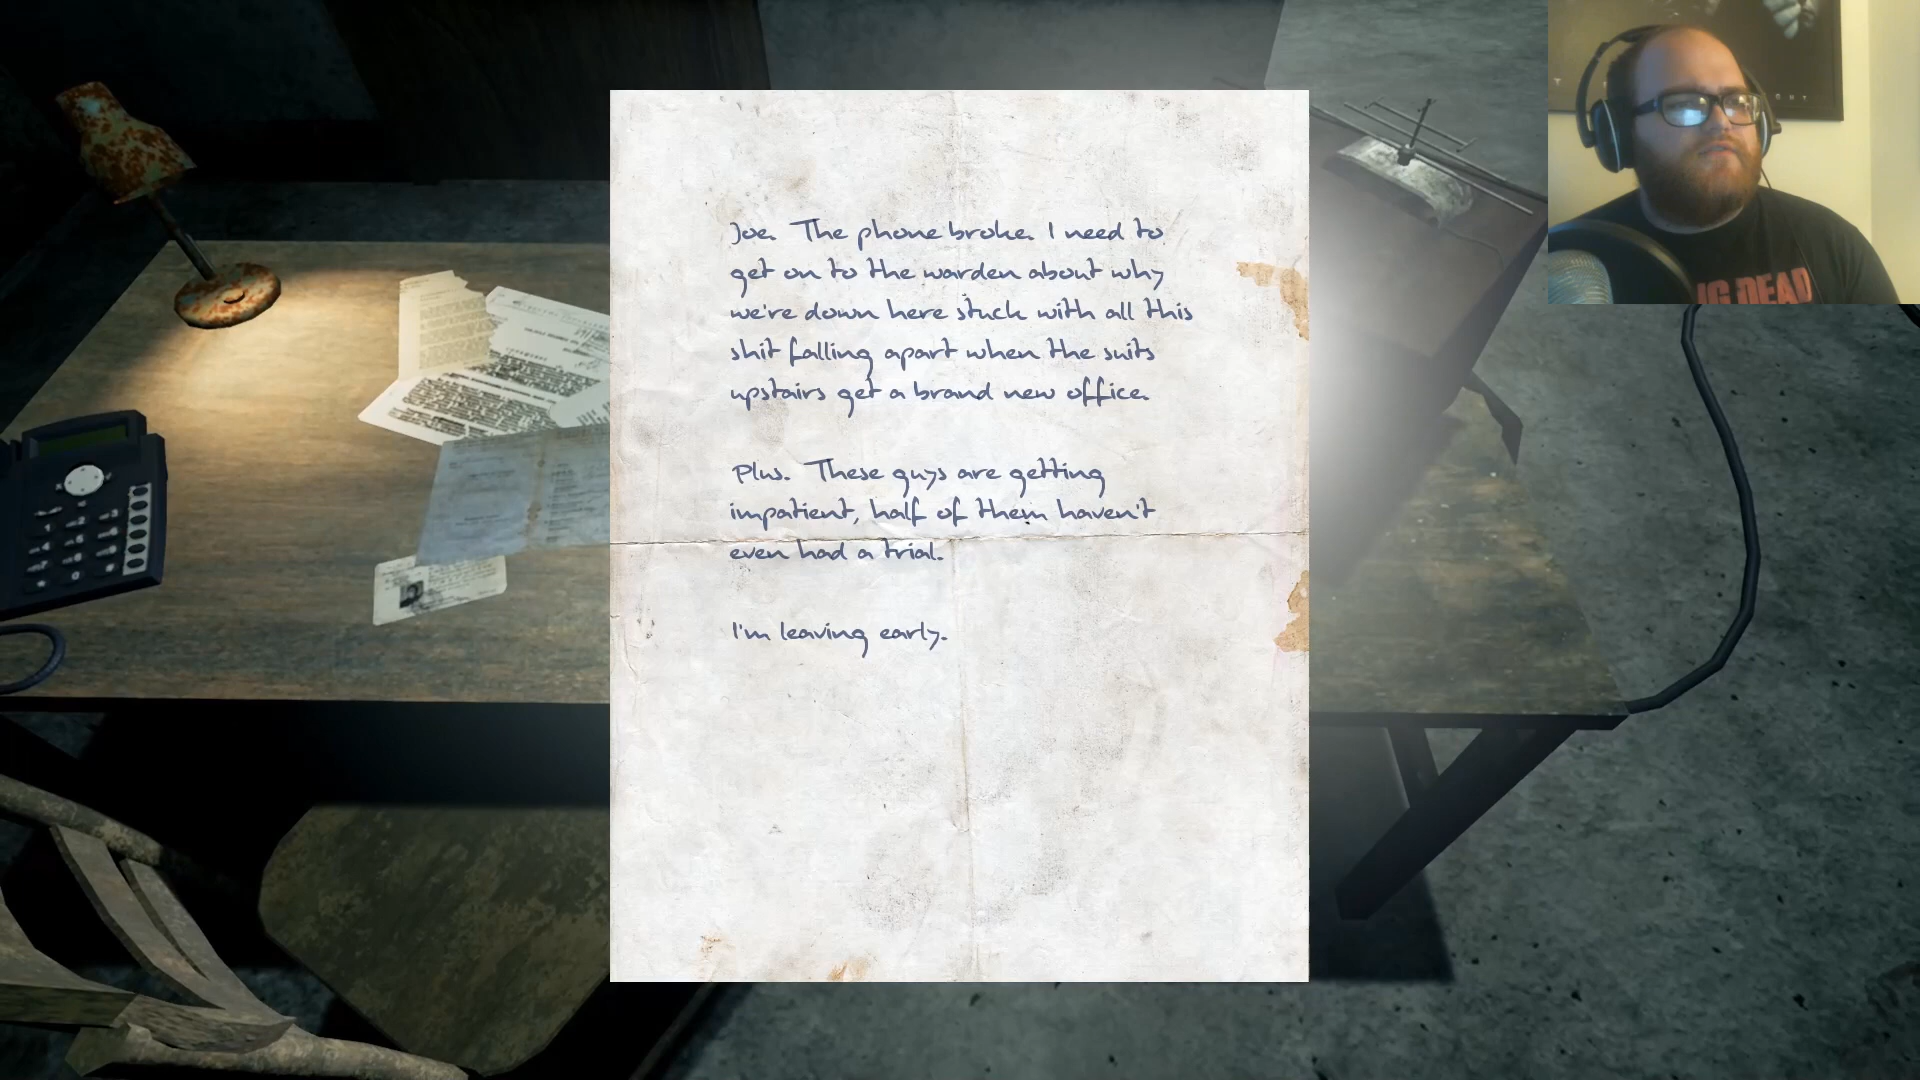 Joe. The phone broke. I need to
get on to the warden about why
we're down here stuck with all this
shit falling apart when the suits
upstairs get a brand new office.
Plus. These guys are getting
impatient, half of them haven't
even had a trial.
I'm leaving early.
DEAD